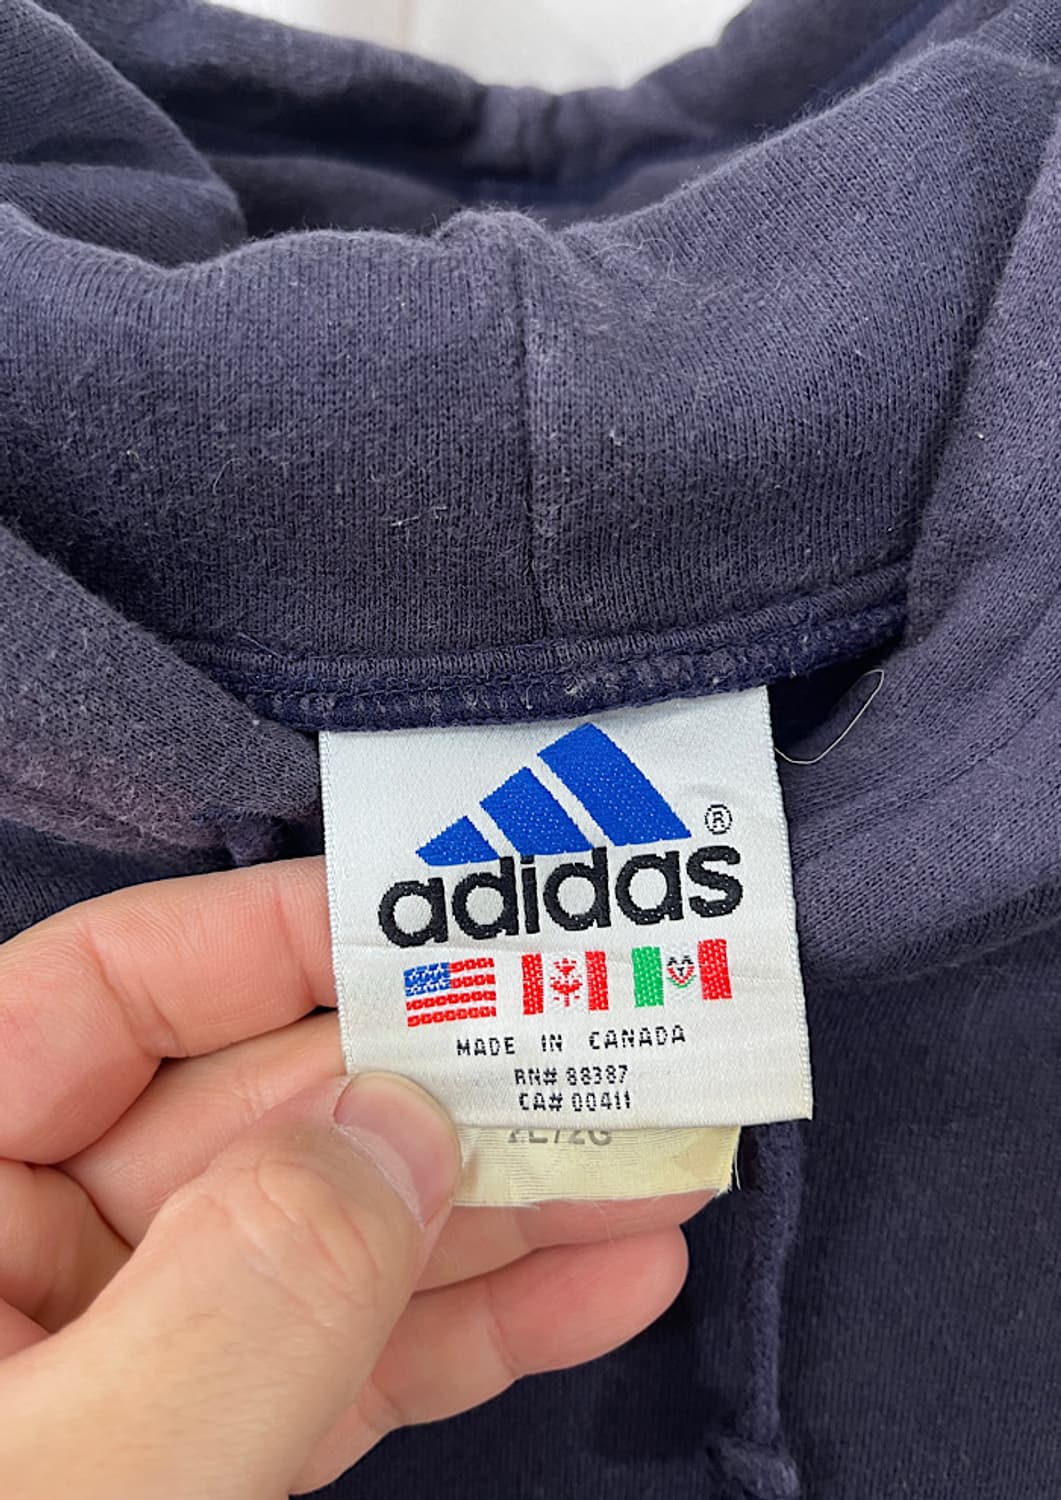 ®
adidas
MADE IN CANADA
RN# 88387
CA# 00411